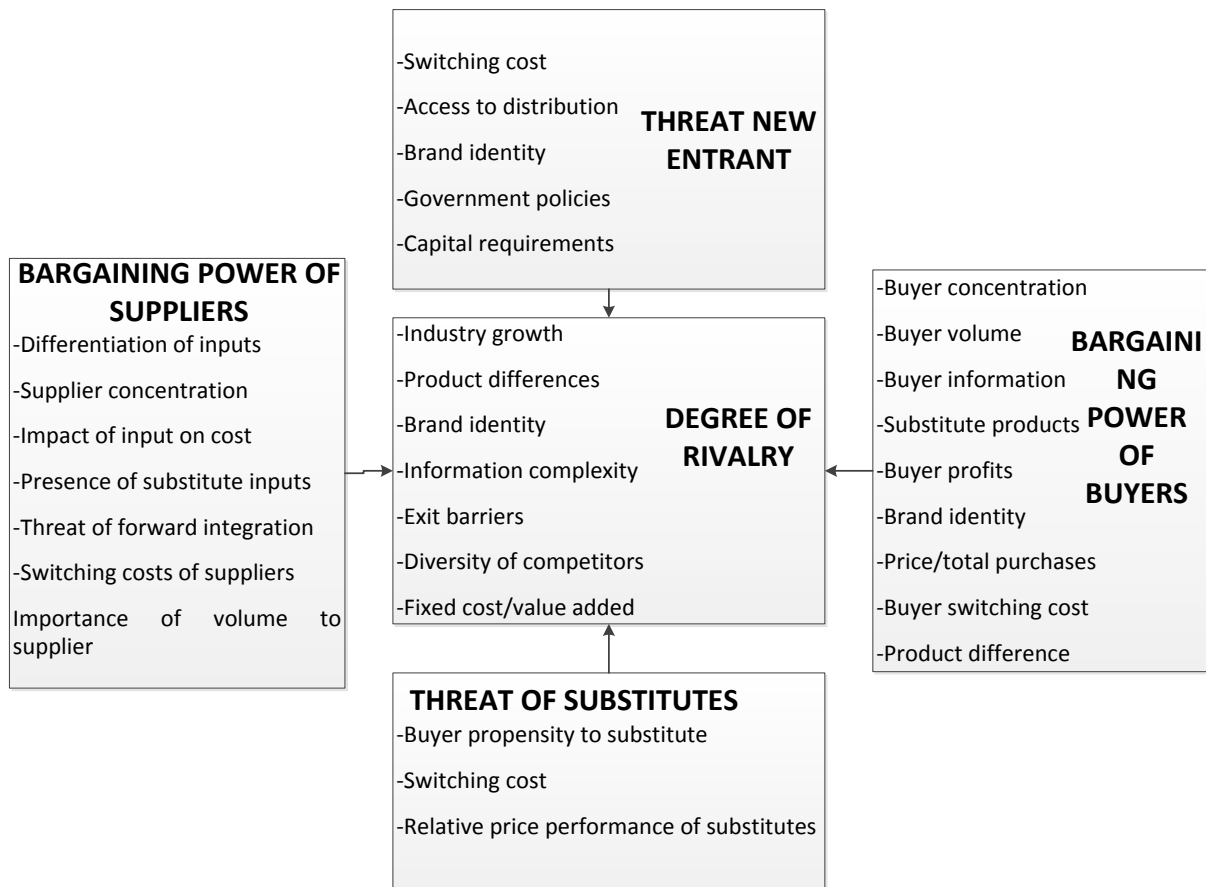 -Switching cost
-Access to distribution
-Brand identity
-Government policies
-Capital requirements
THREAT NEW
ENTRANT
BARGAINING POWER OF
SUPPLIERS
-Differentiation of inputs
-Supplier concentration
-Impact of input on cost
-Presence of substitute inputs
-Threat of forward integration
-Switching costs of suppliers
Importance of volume to
supplier
-Industry growth
-Product differences
-Brand identity
-Information complexity
-Exit barriers
-Diversity of competitors
-Fixed cost/value added
DEGREE OF
RIVALRY
-Buyer concentration
-Buyer volume
-Buyer information
-Substitute products
-Buyer profits
-Brand identity
-Price/total purchases
-Buyer switching cost
-Product difference
BARGAINI
NG
POWER
OF
BUYERS
THREAT OF SUBSTITUTES
-Buyer propensity to substitute
-Switching cost
-Relative price performance of substitutes